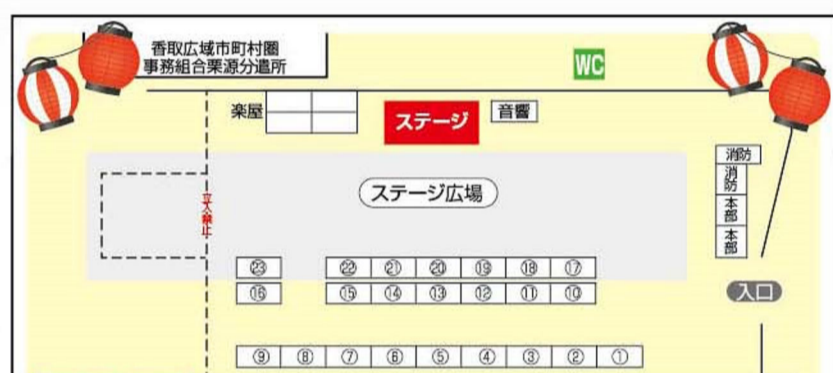 香取広域市町村圏
事務組合栗源分遣所
WC
楽屋
ステージ
音響
消防
消防
本部
本部
ステージ広場
立入禁止
㉓ ㉒ ㉑ ⑳ ⑲ ⑱ ⑰
⑯ ⑮ ⑭ ⑬ ⑫ ⑪ ⑩
入口
⑨ ⑧ ⑦ ⑥ ⑤ ④ ③ ② ①